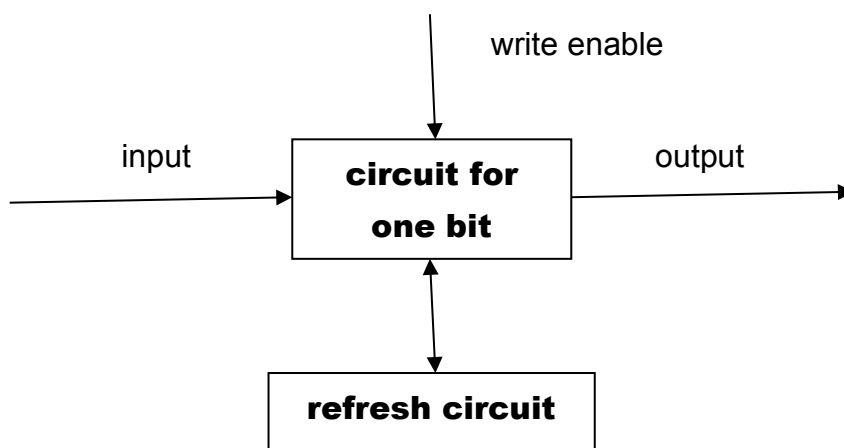 write enable
input
output
circuit for
one bit
refresh circuit